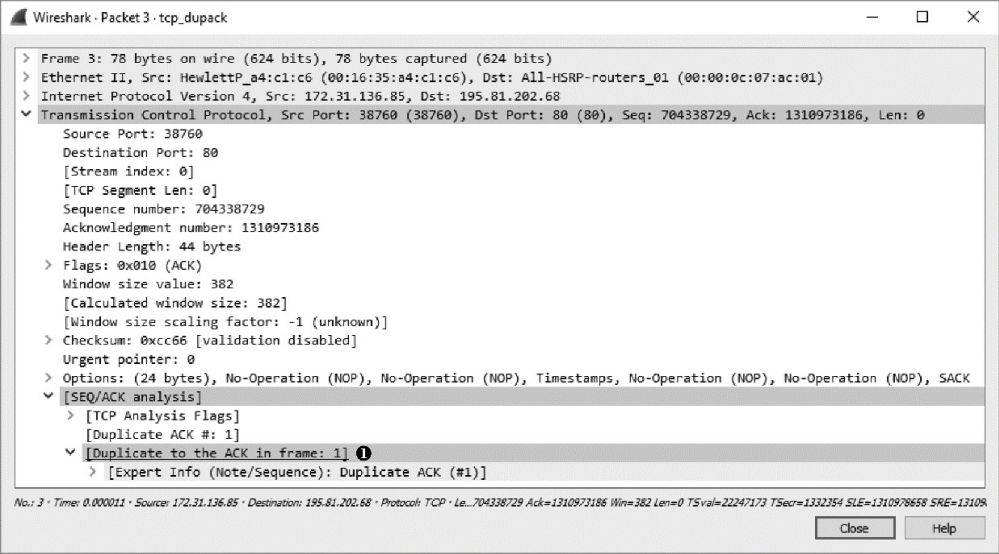 Wireshark · Packet 3 · tcp_dupack
Frame 3: 78 bytes on wire (624 bits), 78 bytes captured (624 bits)
Ethernet II, Src: HewlettP_a4:c1:c6 (00:16:35:a4:c1:c6), Dst: All-HSRP-routers_01 (00:00:0c:07:ac:01)
Internet Protocol Version 4, Src: 172.31.136.85, Dst: 195.81.202.68
Transmission Control Protocol, Src Port: 38760 (38760), Dst Port: 80 (80), Seq: 704338729, Ack: 1310973186, Len: 0
Source Port: 38760
Destination Port: 80
[Stream index: 0]
[TCP Segment Len: 0]
Sequence number: 704338729
Acknowledgment number: 1310973186
Header Length: 44 bytes
Flags: 0x010 (ACK)
Window size value: 382
[Calculated window size: 382]
[Window size scaling factor: -1 (unknown)]
Checksum: 0xcc66 [validation disabled]
Urgent pointer: 0
Options: (24 bytes), No-Operation (NOP), No-Operation (NOP), Timestamps, No-Operation (NOP), No-Operation (NOP), SACK
[SEQ/ACK analysis]
[TCP Analysis Flags]
[Duplicate ACK #: 1]
[Duplicate to the ACK in frame: 1] ❶
[Expert Info (Note/Sequence): Duplicate ACK (#1)]
No.: 3 · Time: 0.000011 · Source: 172.31.136.85 · Destination: 195.81.202.68 · Protocol: TCP · Le...704338729 Ack=1310973186 Win=382 Len=0 TSval=22247173 TSecr=1332354 SLE=1310978658 SRE=13109
Close Help